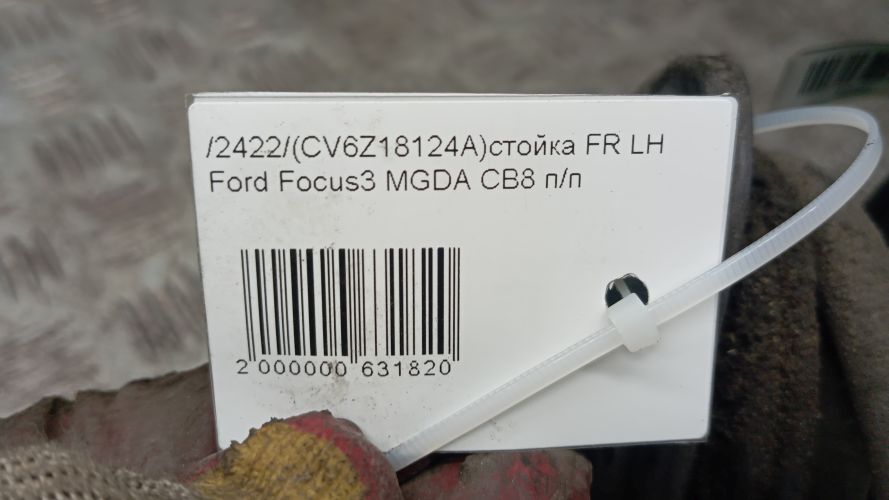 /2422/(CV6Z18124A)стойка FR LH
Ford Focus3 MGDA CB8 п/п
2 000000 631820